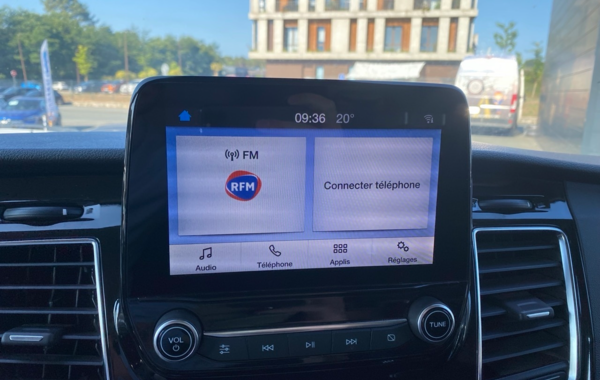 09:36 20°
FM
RFM
Connecter téléphone
Audio
Téléphone
Applis
Réglages
VOL
TUNE